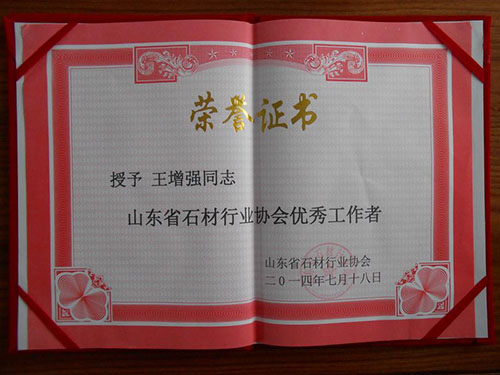 荣誉证书
授予 王增强同志
山东省石材行业协会优秀工作者
山东省石材行业协会
二0一四年七月十八日